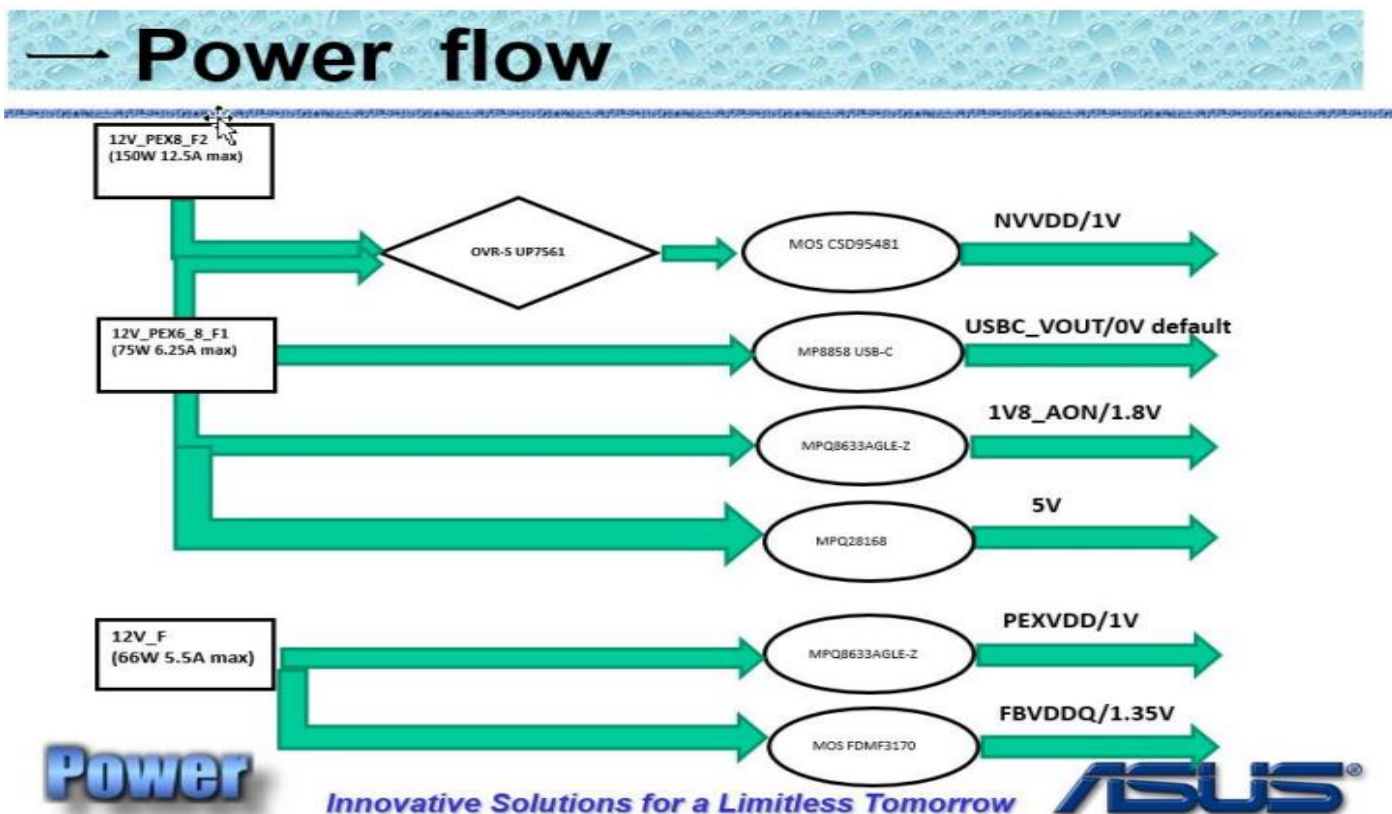 Power flow
12V_PEX8_F2
(150W 12.5A max)
OVR-S UP7561
MOS CSD95481
NVVDD/1V
12V_PEX6_8_F1
(75W 6.25A max)
MP8858 USB-C
USBC_VOUT/0V default
MPQ8633AGLE-Z
1V8_AON/1.8V
MPQ28168
5V
12V_F
(66W 5.5A max)
MPQ8633AGLE-Z
PEXVDD/1V
MOS FDMF3170
FBVDDQ/1.35V
Power
Innovative Solutions for a Limitless Tomorrow
ASUS®